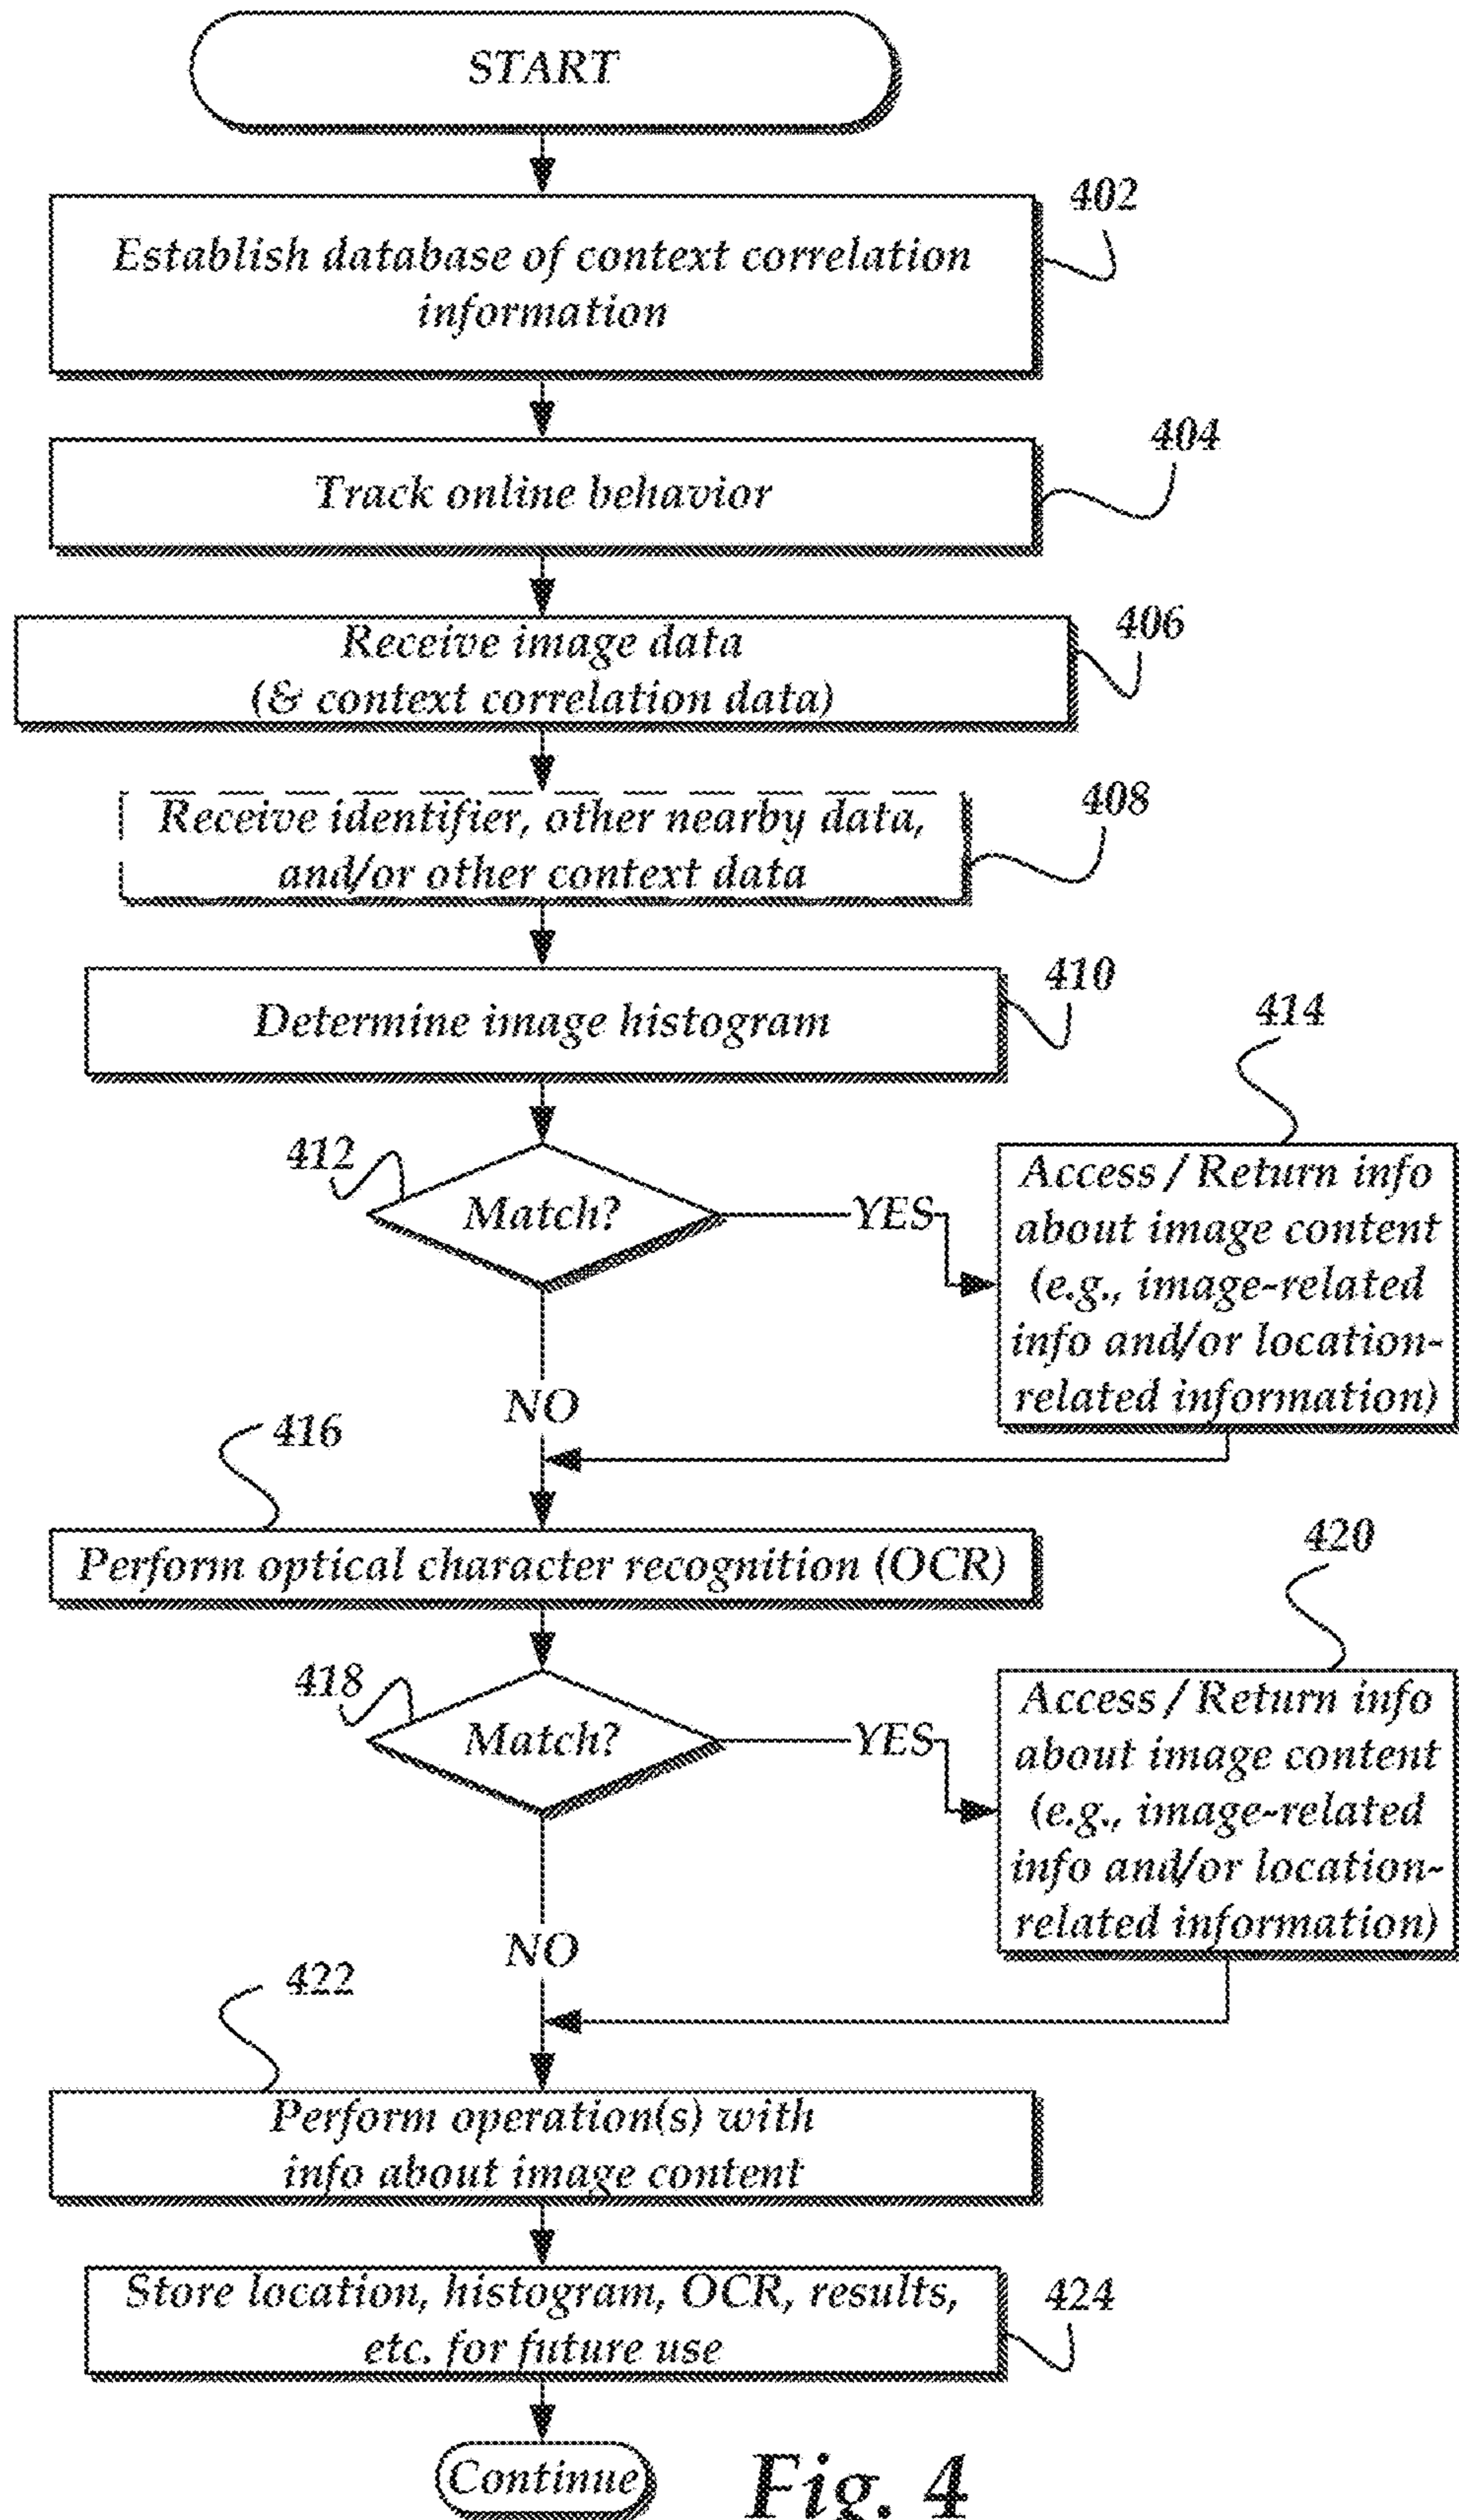 START
402
Establish database of context correlation
information
404
Track online behavior
406
Receive image data
(& context correlation data)
408
Receive identifier, other nearby data,
and/or other context data
410
Determine image histogram
414
412
Match?
YES
Access / Return info
about image content
(e.g., image-related
info and/or location-
related information)
NO
416
Perform optical character recognition (OCR)
420
418
Match?
YES
Access / Return info
about image content
(e.g., image-related
info and/or location-
related information)
NO
422
Perform operation(s) with
info about image content
Store location, histogram, OCR, results,
etc. for future use
424
Continue
Fig. 4